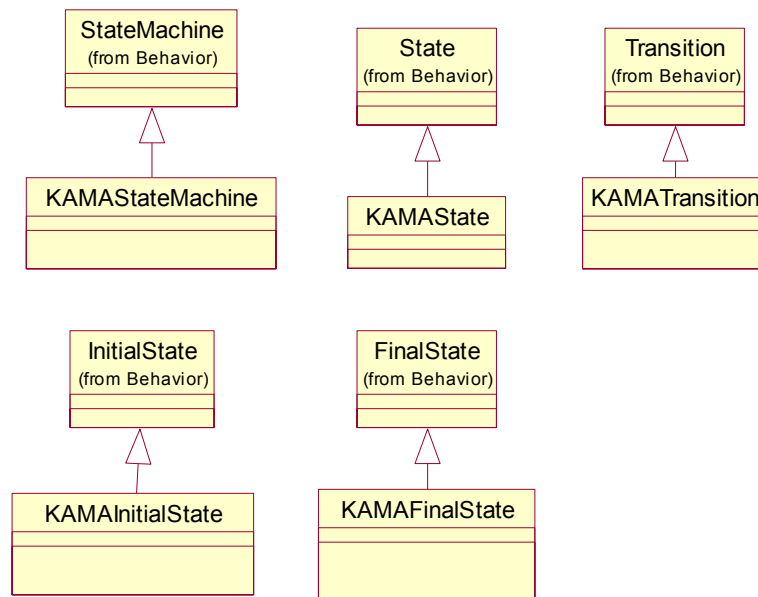 StateMachine
(from Behavior)
State
(from Behavior)
Transition
(from Behavior)
KAMAStateMachine
KAMAState
KAMATransition
InitialState
(from Behavior)
FinalState
(from Behavior)
KAMAInitialState
KAMAFinalState